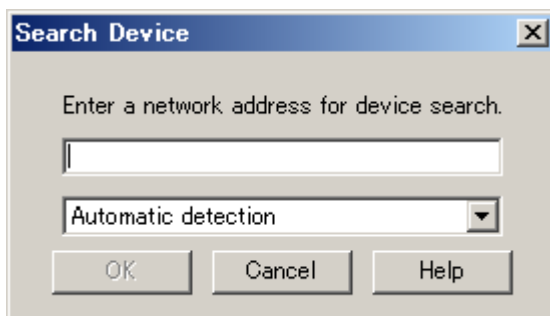 Search Device
Enter a network address for device search.
Automatic detection
OK Cancel Help